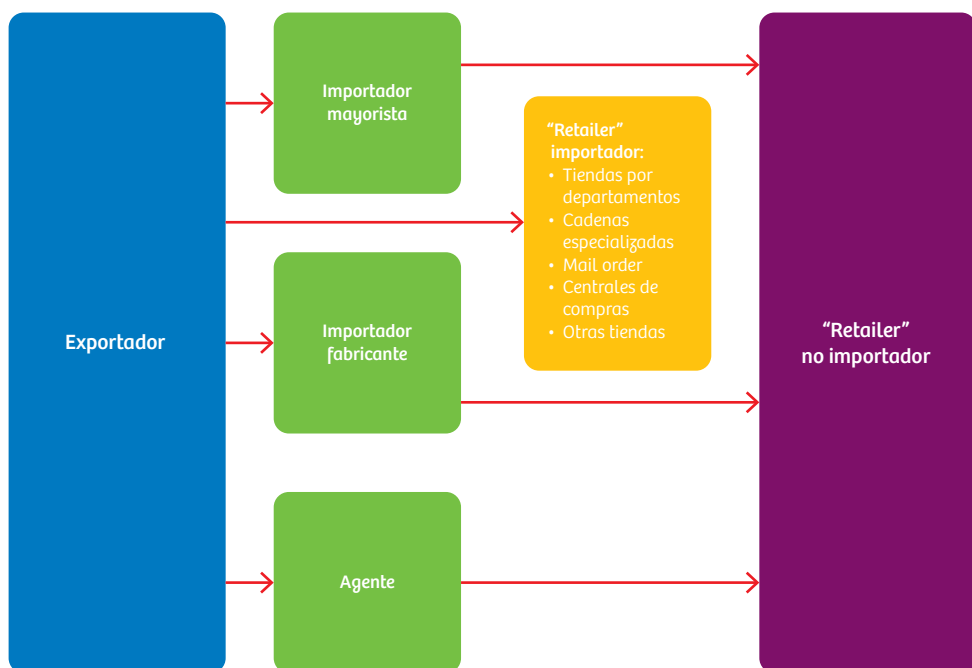 Exportador
Importador
mayorista
“Retailer”
importador:
• Tiendas por
departamentos
• Cadenas
especializadas
• Mail order
• Centrales de
compras
• Otras tiendas
Importador
fabricante
Agente
“Retailer”
no importador